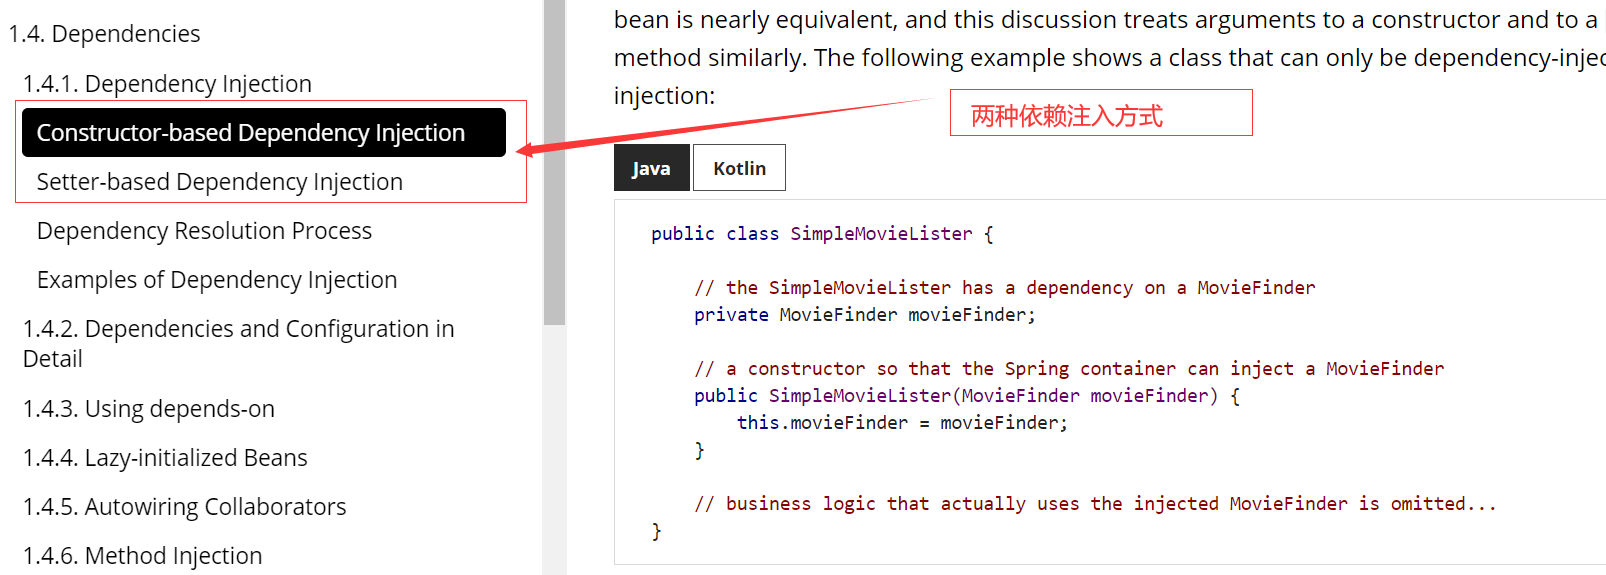 1.4. Dependencies
1.4.1. Dependency Injection
Constructor-based Dependency Injection
Setter-based Dependency Injection
Dependency Resolution Process
Examples of Dependency Injection
1.4.2. Dependencies and Configuration in
Detail
1.4.3. Using depends-on
1.4.4. Lazy-initialized Beans
1.4.5. Autowiring Collaborators
1.4.6. Method Injection
bean is nearly equivalent, and this discussion treats arguments to a constructor and to a
method similarly. The following example shows a class that can only be dependency-injec
injection:
两种依赖注入方式
Java
Kotlin
public class SimpleMovieLister {
// the SimpleMovieLister has a dependency on a MovieFinder
private MovieFinder movieFinder;
// a constructor so that the Spring container can inject a MovieFinder
public SimpleMovieLister(MovieFinder movieFinder) {
this.movieFinder = movieFinder;
}
// business logic that actually uses the injected MovieFinder is omitted...
}